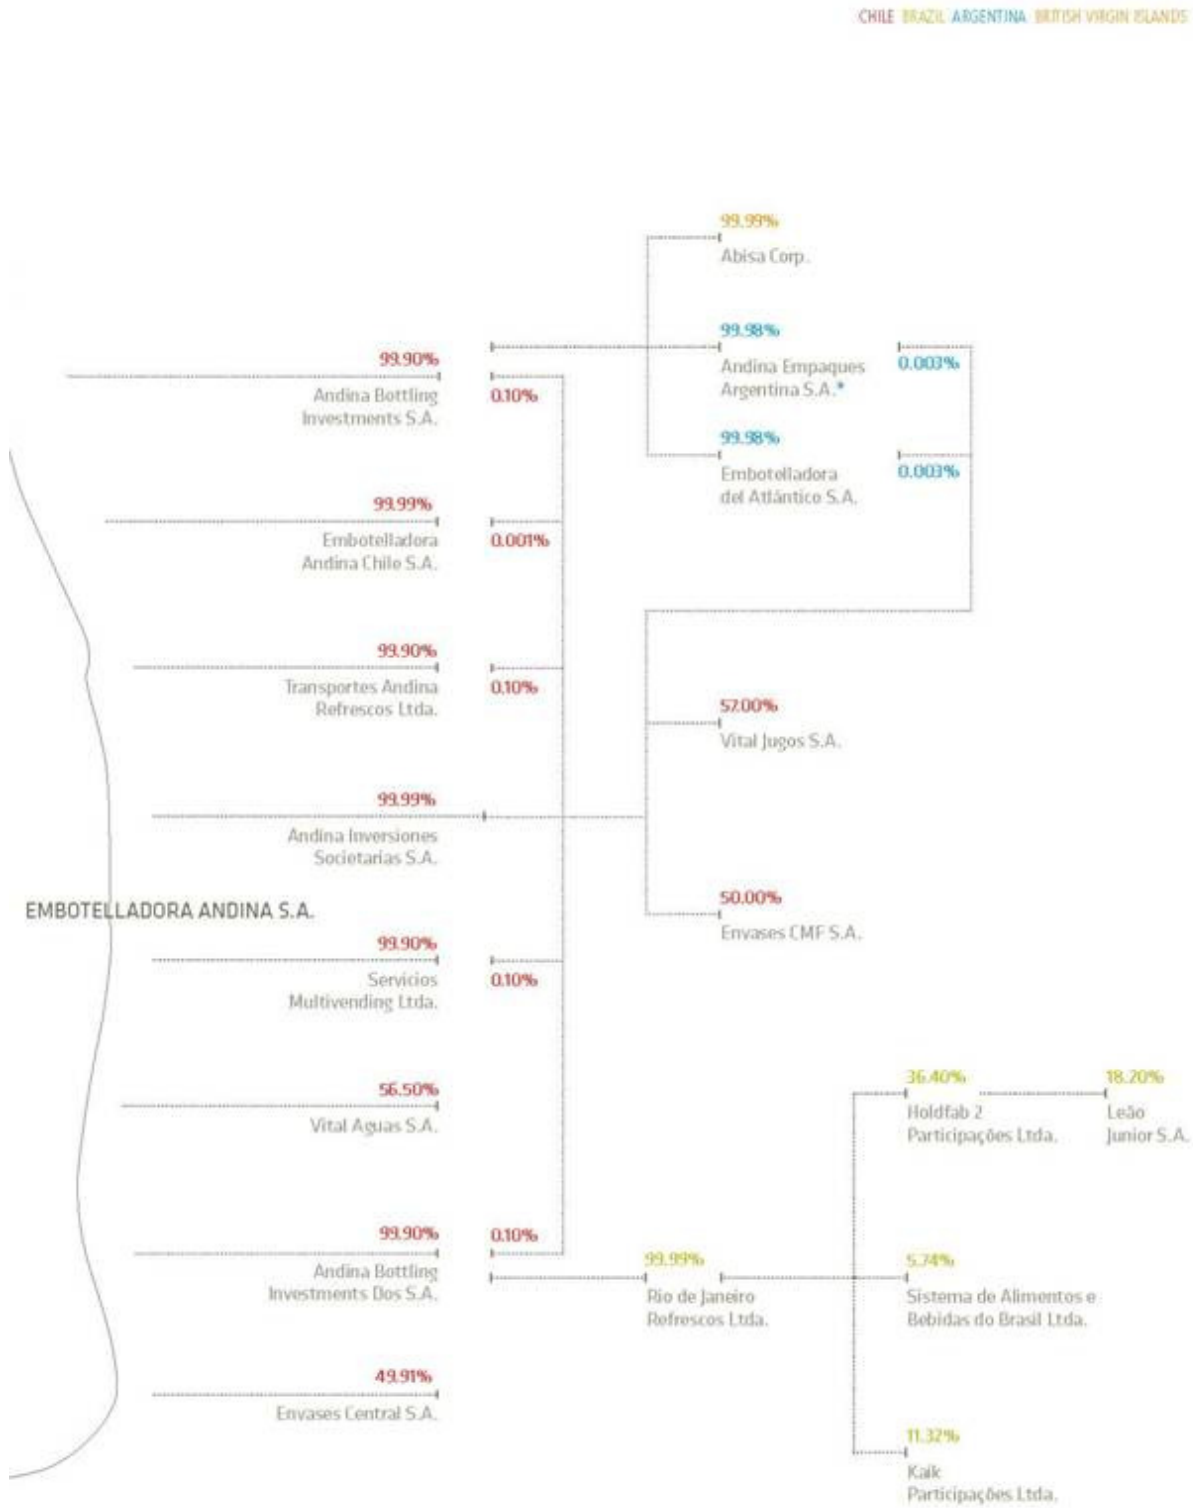 CHILE BRAZIL ARGENTINA BRITISH VIRGIN ISLANDS
99.99%
Abisa Corp.
99.98%
Andina Empaques
Argentina S.A.*
0.003%
99.90%
Andina Bottling
Investments S.A.
0.10%
99.98%
Embotelladora
del Atlántico S.A.
0.003%
99.99%
Embotelladora
Andina Chile S.A.
0.001%
99.90%
Transportes Andina
Refrescos Ltda.
0.10%
57.00%
Vital Jugos S.A.
99.99%
Andina Inversiones
Societarias S.A.
50.00%
Envases CMF S.A.
EMBOTELLADORA ANDINA S.A.
99.90%
Servicios
Multivending Ltda.
0.10%
56.50%
Vital Aguas S.A.
36.40%
Holdfab 2
Participações Ltda.
18.20%
Leão
Junior S.A.
99.90%
Andina Bottling
Investments Dos S.A.
0.10%
99.99%
Rio de Janeiro
Refrescos Ltda.
5.74%
Sistema de Alimentos e
Bebidas do Brasil Ltda.
49.91%
Envases Central S.A.
11.32%
Kaik
Participações Ltda.